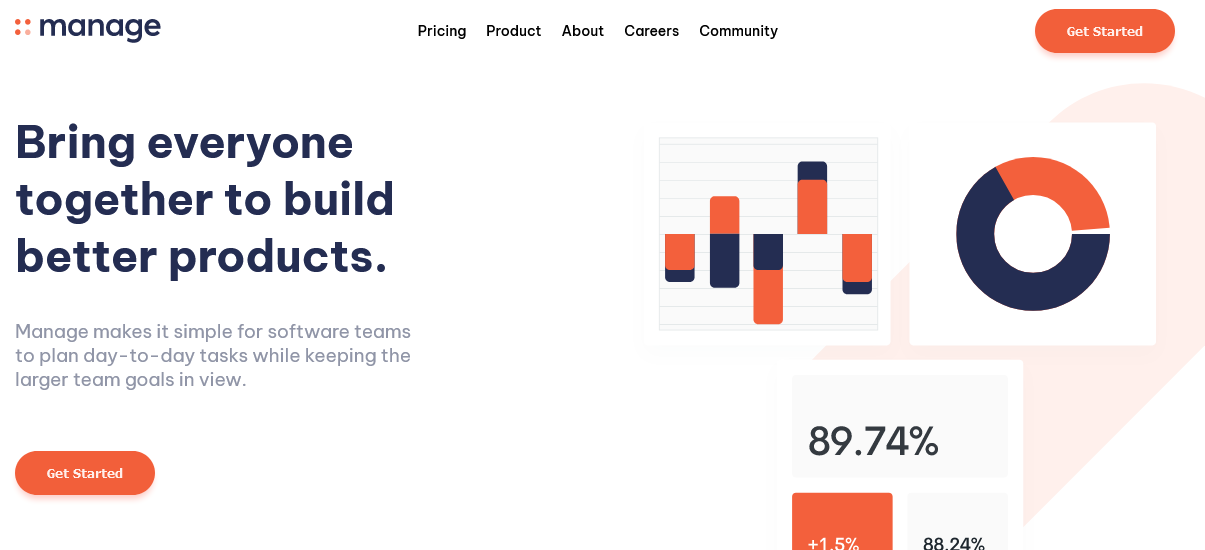 manage
Pricing Product About Careers Community
Get Started
Bring everyone
together to build
better products.
Manage makes it simple for software teams
to plan day-to-day tasks while keeping the
larger team goals in view.
Get Started
89.74%
+1.5%
88.24%